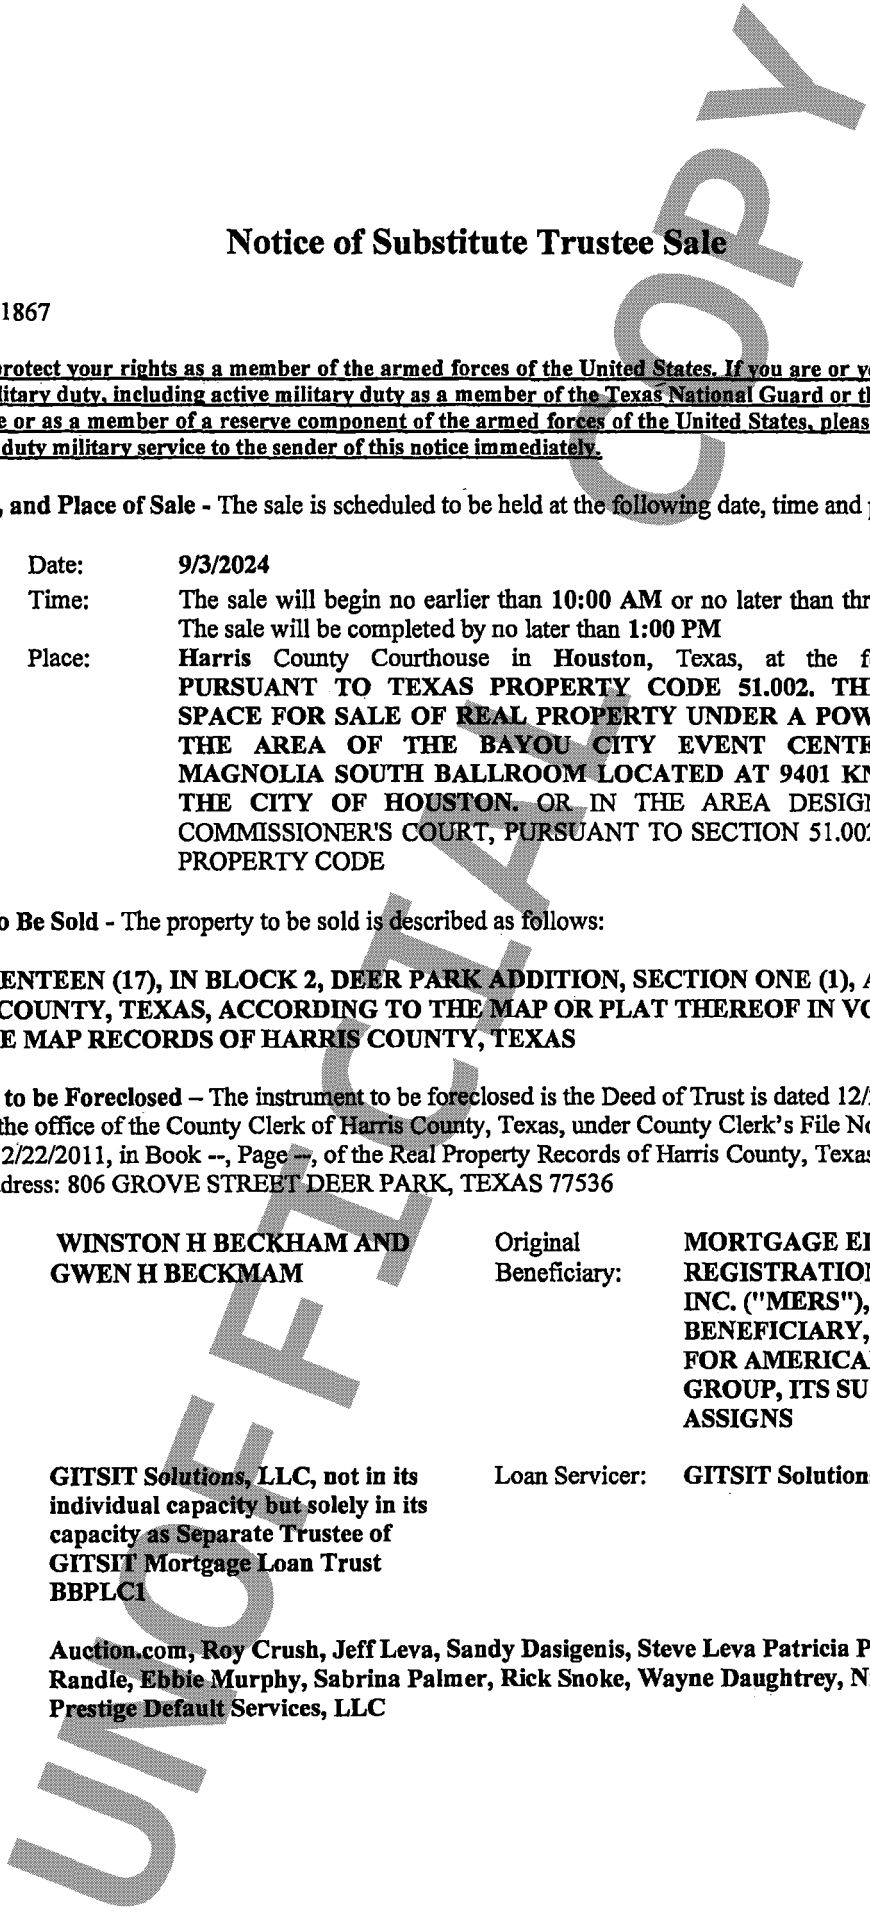 Notice of Substitute Trustee Sale
1867
protect your rights as a member of the armed forces of the United States. If you are or
duty, including active military duty as a member of the Texas National Guard or
or as a member of a reserve component of the armed forces of the United States,
duty military service to the sender of this notice immediately.
, and Place of Sale - The sale is scheduled to be held at the following date, time and
Date: 9/3/2024
Time: The sale will begin no earlier than 10:00 AM or no later than
The sale will be completed by no later than 1:00 PM
Place: Harris County Courthouse in Houston, Texas, at the
PURSUANT TO TEXAS PROPERTY CODE 51.002.
SPACE FOR SALE OF REAL PROPERTY UNDER A
THE AREA OF THE BAYOU CITY EVENT
MAGNOLIA SOUTH BALLROOM LOCATED AT 9401
THE CITY OF HOUSTON. OR IN THE AREA
COMMISSIONER'S COURT, PURSUANT TO SECTION 51.002
PROPERTY CODE
Be Sold - The property to be sold is described as follows:
(17), IN BLOCK 2, DEER PARK ADDITION, SECTION ONE (1),
COUNTY, TEXAS, ACCORDING TO THE MAP OR PLAT THEREOF IN
MAP RECORDS OF HARRIS COUNTY, TEXAS
to be Foreclosed – The instrument to be foreclosed is the Deed of Trust is dated 12/
the office of the County Clerk of Harris County, Texas, under County Clerk's File
2/22/2011, in Book --, Page --, of the Real Property Records of Harris County, Texas
806 GROVE STREET DEER PARK, TEXAS 77536
WINSTON H BECKHAM AND Original MORTGAGE
GWEN H BECKMAM Beneficiary:
INC. ("MERS"),
BENEFICIARY,
FOR
GROUP, ITS
ASSIGNS
GITSIT Solutions, LLC, not in its Loan Servicer: GITSIT
individual capacity but solely in its
capacity as Separate Trustee of
GITSIT Mortgage Loan Trust
BBPLC1
Auction.com, Roy Crush, Jeff Leva, Sandy Dasigenis, Steve Leva Patricia
Randle, Ebbie Murphy, Sabrina Palmer, Rick Snoke, Wayne Daughtrey,
Prestige Default Services, LLC
UNOFFICIAL COPY